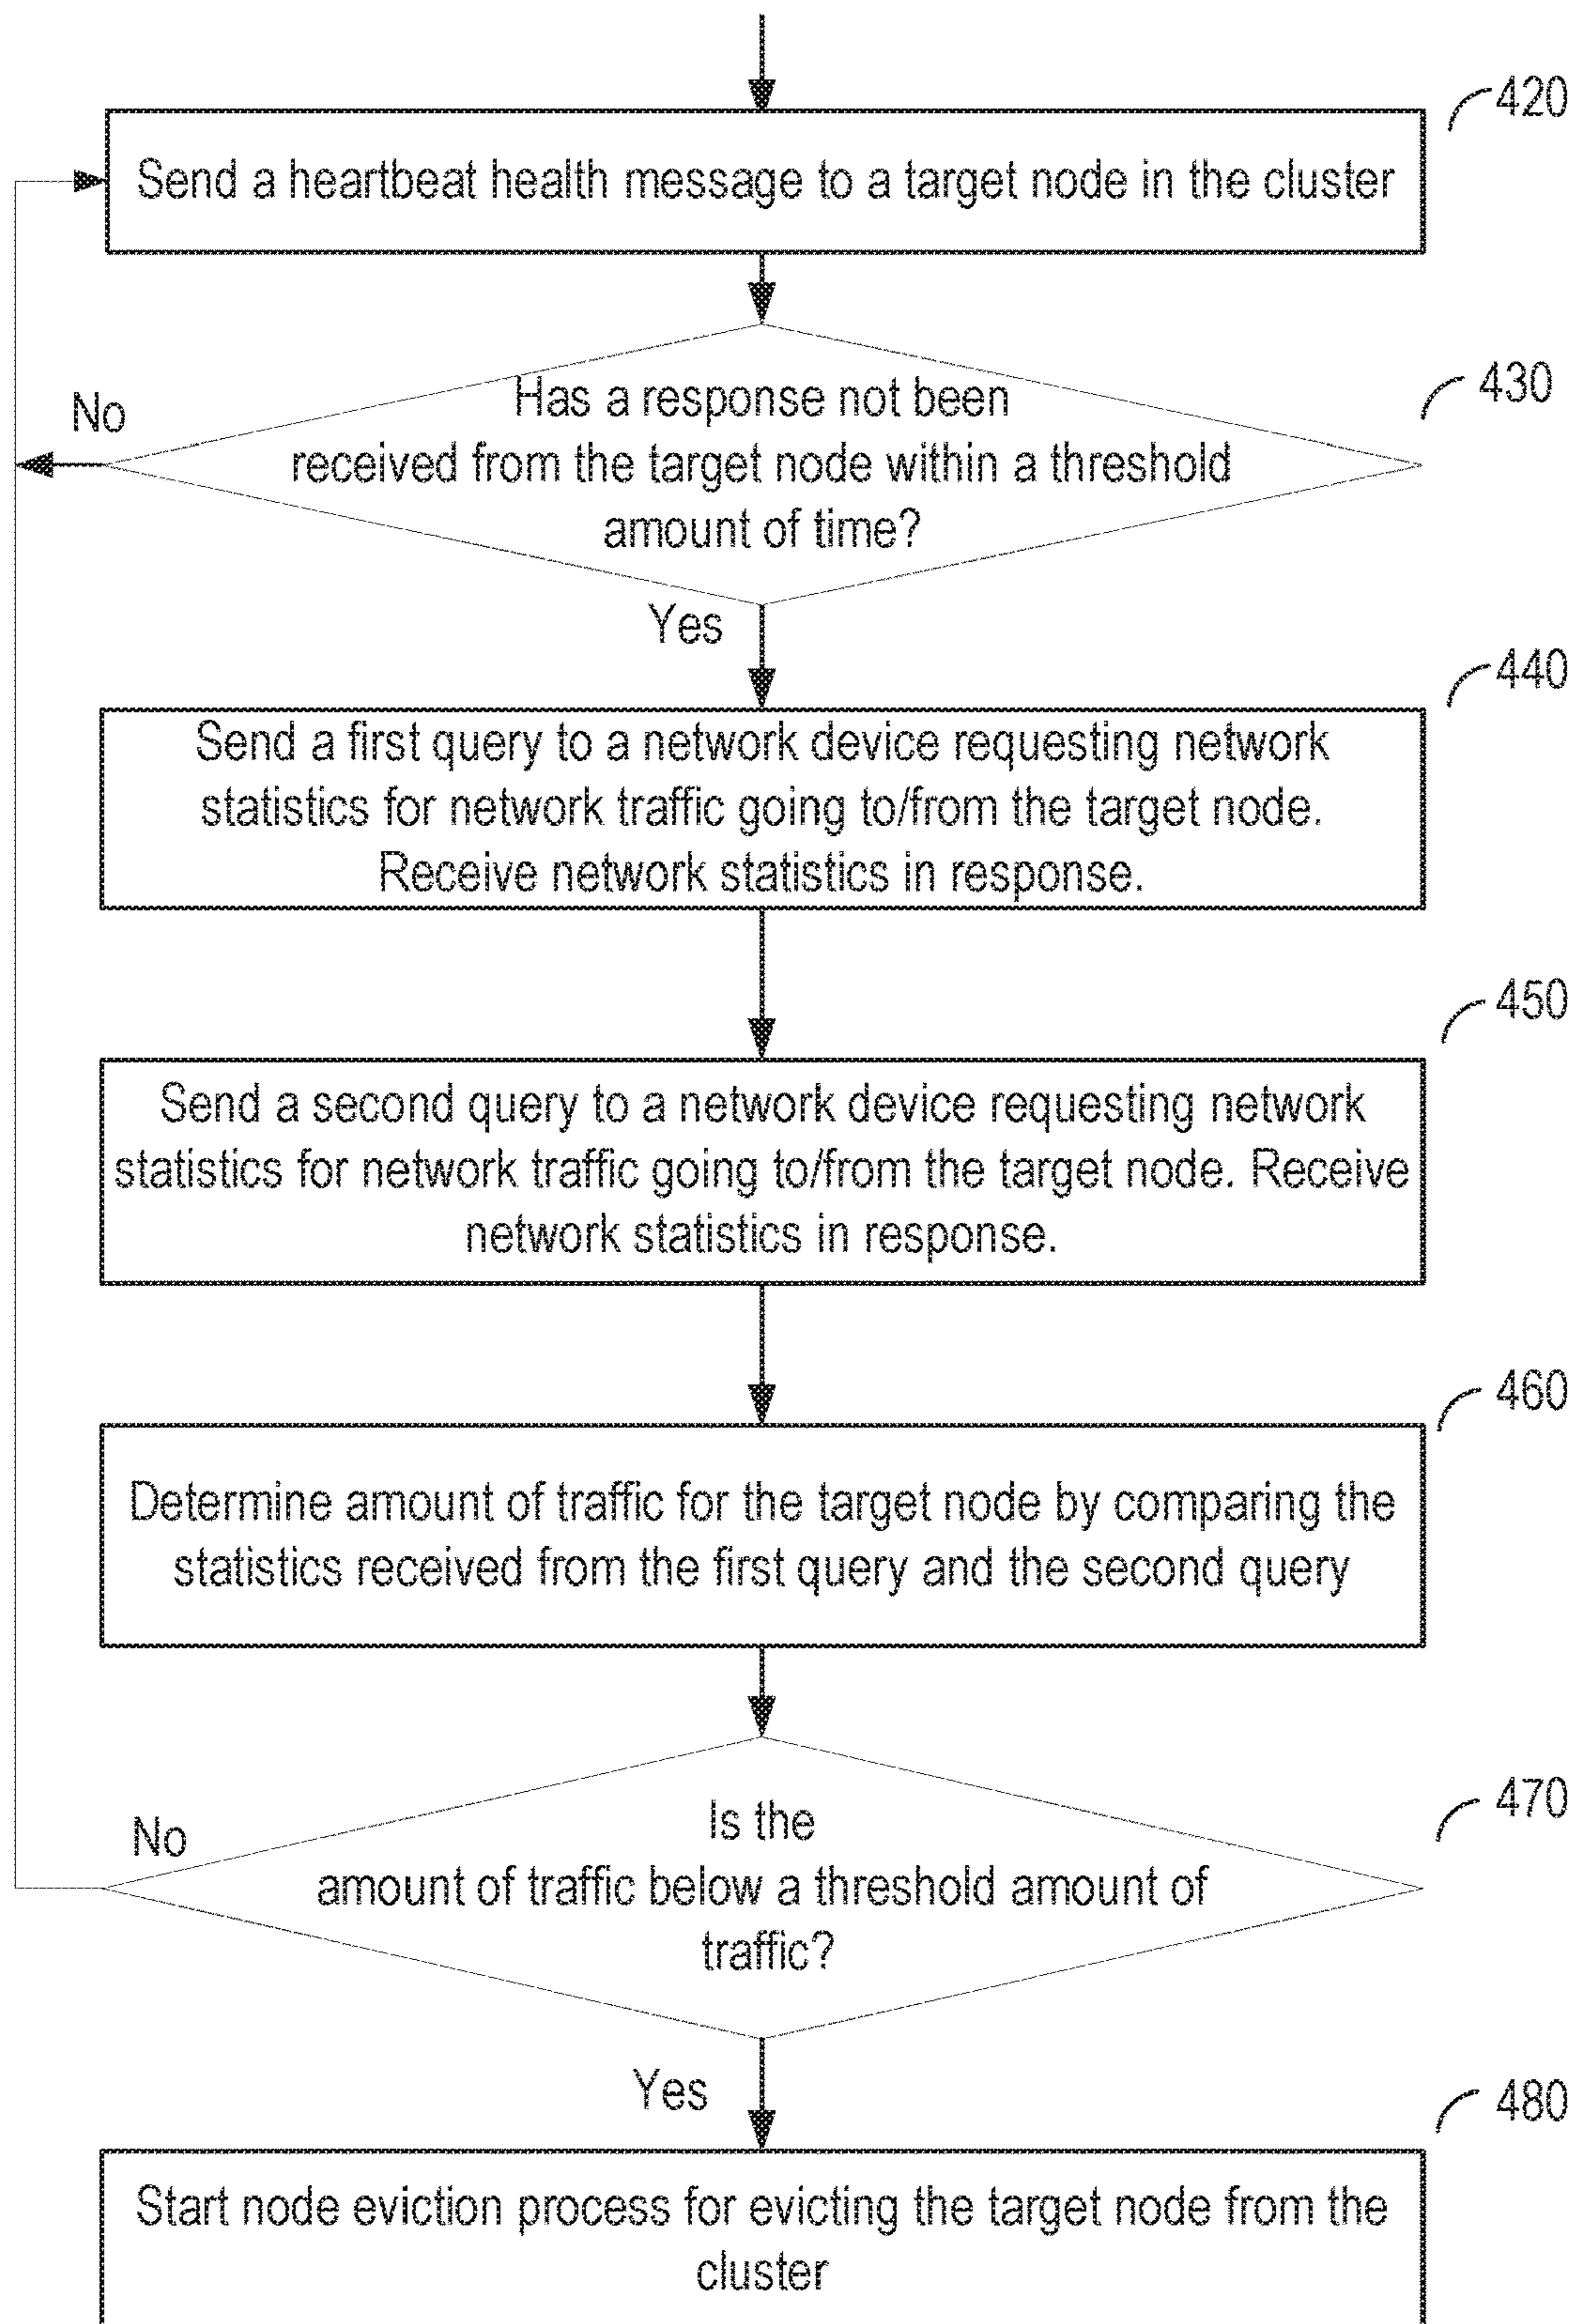 420
Send a heartbeat health message to a target node in the cluster
430
No
Has a response not been
received from the target node within a threshold
amount of time?
Yes
440
Send a first query to a network device requesting network
statistics for network traffic going to/from the target node.
Receive network statistics in response.
450
Send a second query to a network device requesting network
statistics for network traffic going to/from the target node. Receive
network statistics in response.
460
Determine amount of traffic for the target node by comparing the
statistics received from the first query and the second query
470
No
Is the
amount of traffic below a threshold amount of
traffic?
Yes
480
Start node eviction process for evicting the target node from the
cluster